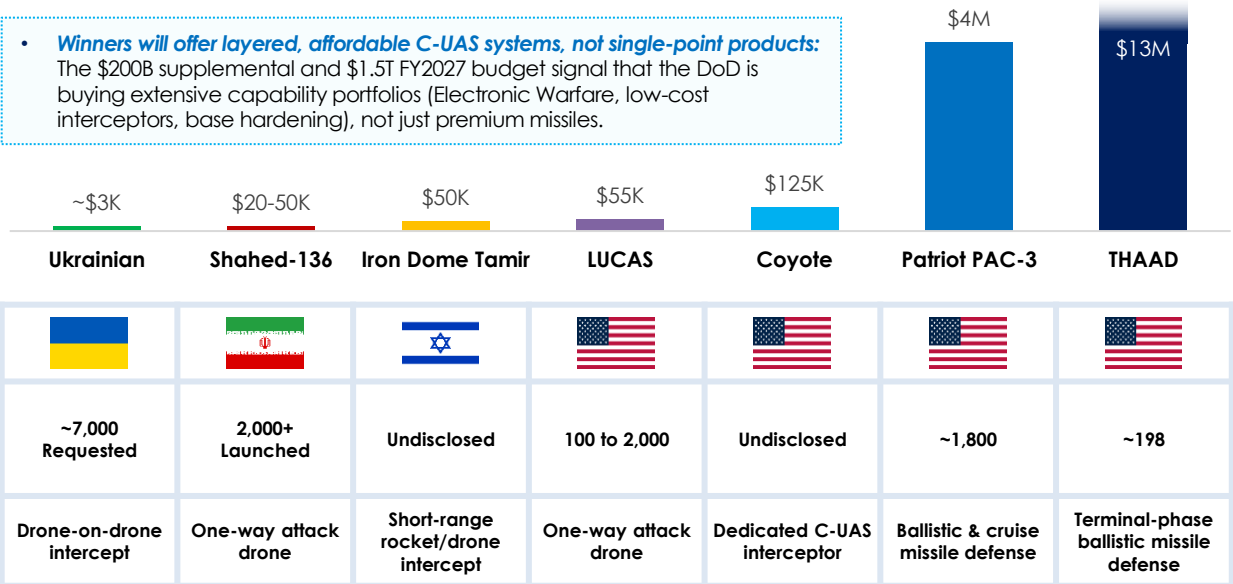 • Winners will offer layered, affordable C-UAS systems, not single-point products:
The $200B supplemental and $1.5T FY2027 budget signal that the DoD is
buying extensive capability portfolios (Electronic Warfare, low-cost
interceptors, base hardening), not just premium missiles.
~$3K
$20-50K
$50K
$55K
$125K
$4M
$13M
Ukrainian
Shahed-136
Iron Dome Tamir
LUCAS
Coyote
Patriot PAC-3
THAAD
~7,000
Requested
2,000+
Launched
Undisclosed
100 to 2,000
Undisclosed
~1,800
~198
Drone-on-drone
intercept
One-way attack
drone
Short-range
rocket/drone
intercept
One-way attack
drone
Dedicated C-UAS
interceptor
Ballistic & cruise
missile defense
Terminal-phase
ballistic missile
defense